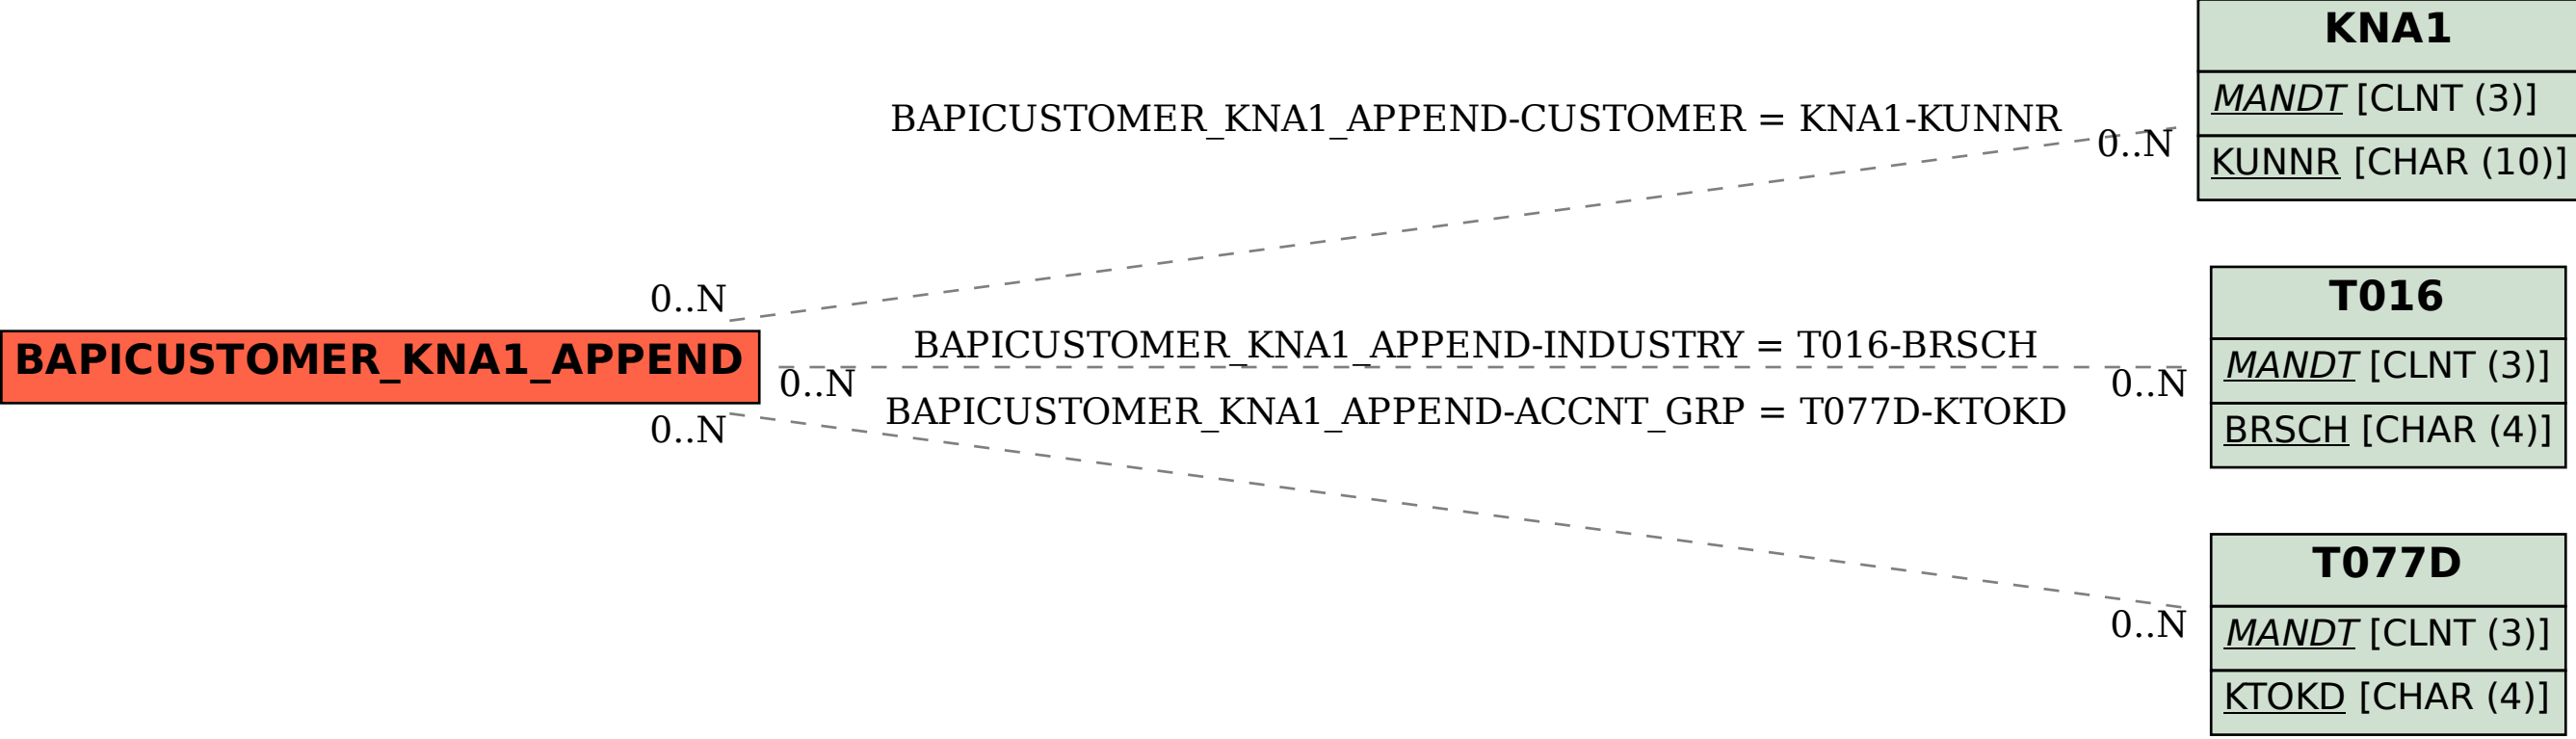 KNA1
MANDT [CLNT (3)]
KUNNR [CHAR (10)]
BAPICUSTOMER_KNA1_APPEND-CUSTOMER = KNA1-KUNNR
0..N
0..N
BAPICUSTOMER_KNA1_APPEND
BAPICUSTOMER_KNA1_APPEND-INDUSTRY = T016-BRSCH
0..N
0..N
T016
MANDT [CLNT (3)]
BRSCH [CHAR (4)]
BAPICUSTOMER_KNA1_APPEND-ACCNT_GRP = T077D-KTOKD
0..N
0..N
T077D
MANDT [CLNT (3)]
KTOKD [CHAR (4)]